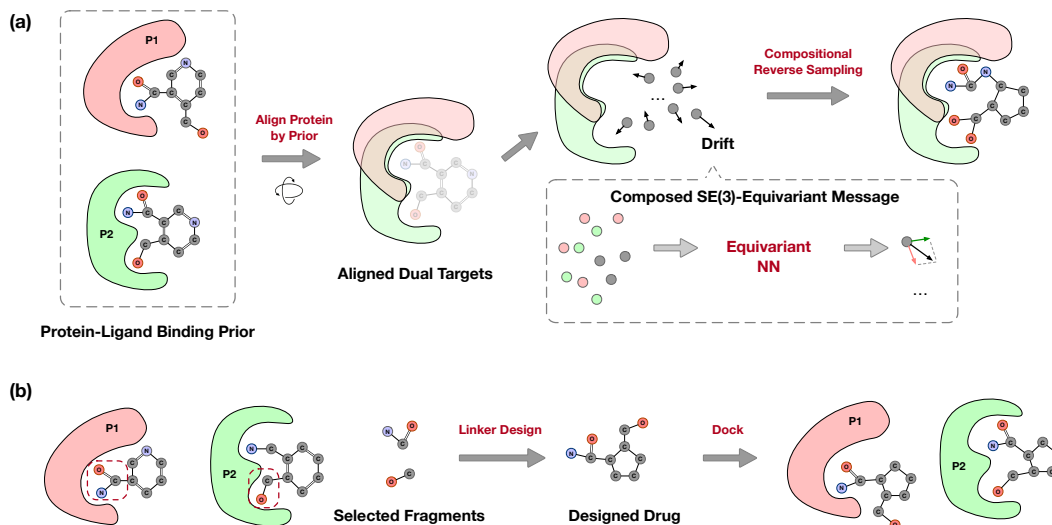 (a)
P1
N
O
C
C
C
C
C
C
N
C
C
O
P2
O
N
C
C
C
N
C
C
C
C
O
Protein-Ligand Binding Prior
Align Protein
by Prior
O
N
C
C
C
N
C
C
C
C
O
Aligned Dual Targets
...
Drift
Compositional
Reverse Sampling
O
N
N
C
C
C
C
O
C
C
C
O
Composed SE(3)-Equivariant Message
Equivariant
NN
...
(b)
P1
N
O
C
C
C
C
N
C
C
P2
N
C
C
C
C
C
C
C
C
O
N
O
C
O
C
Selected Fragments
Linker Design
O
O
C
N
C
C
C
C
C
C
Designed Drug
Dock
P1
O
N
C
C
C
C
C
C
C
O
P2
O
N
C
C
C
C
C
C
C
O